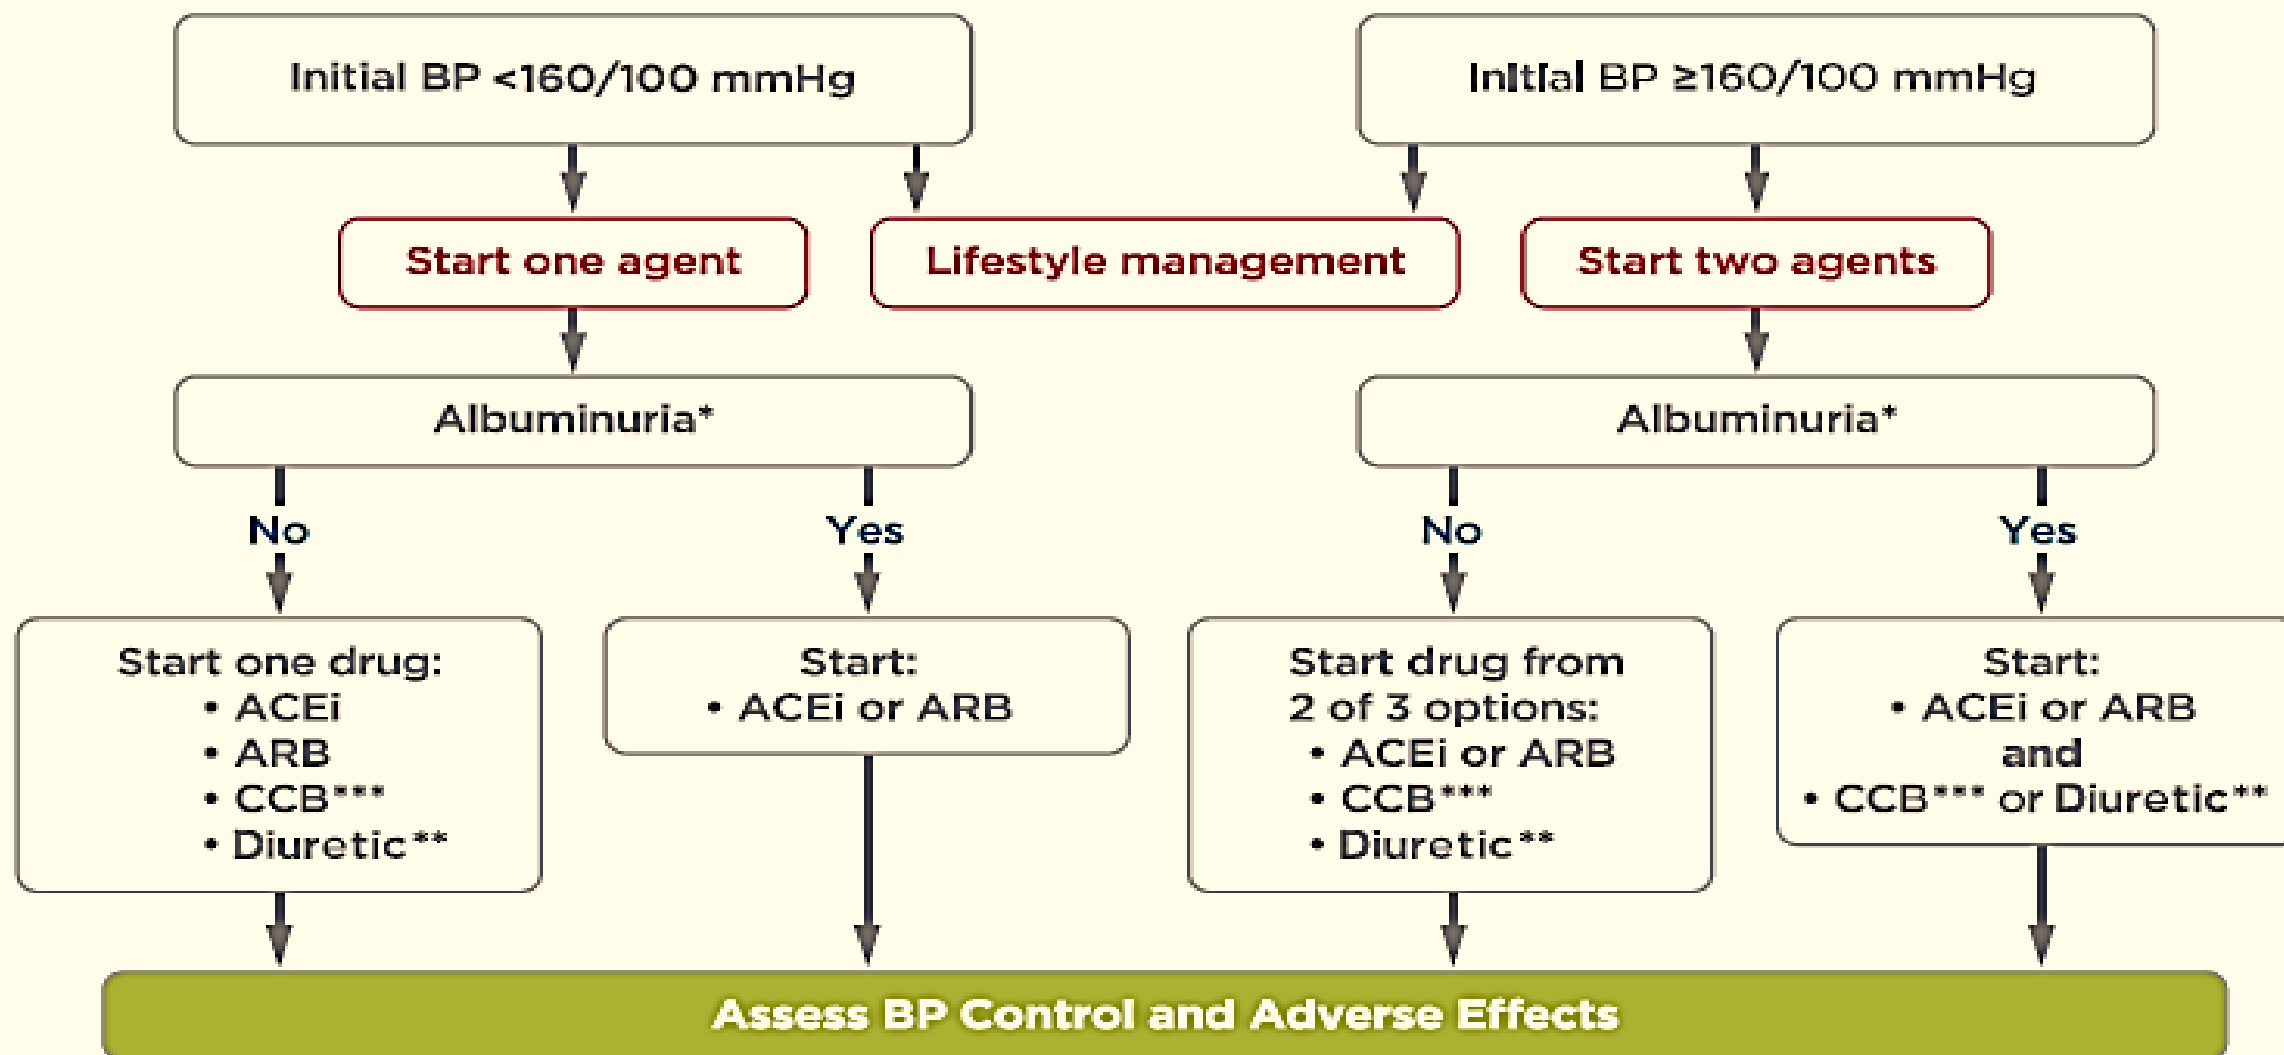 Initial BP <160/100 mmHg
Initial BP ≥160/100 mmHg
Start one agent
Lifestyle management
Start two agents
Albuminuria*
Albuminuria*
No
Yes
No
Yes
Start one drug:
• ACEi
• ARB
• CCB***
• Diuretic**
Start:
• ACEi or ARB
Start drug from
2 of 3 options:
• ACEi or ARB
• CCB***
• Diuretic**
Start:
• ACEi or ARB
and
• CCB*** or Diuretic**
Assess BP Control and Adverse Effects